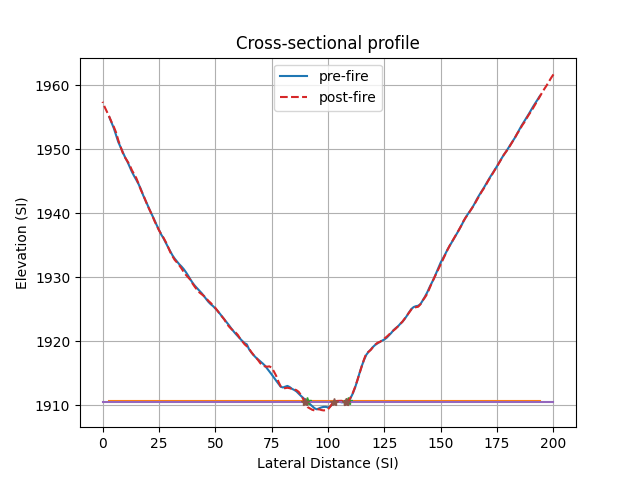 Cross-sectional profile
pre-fire
post-fire
Elevation (SI)
1960
1950
1940
1930
1920
1910
0 25 50 75 100 125 150 175 200
Lateral Distance (SI)